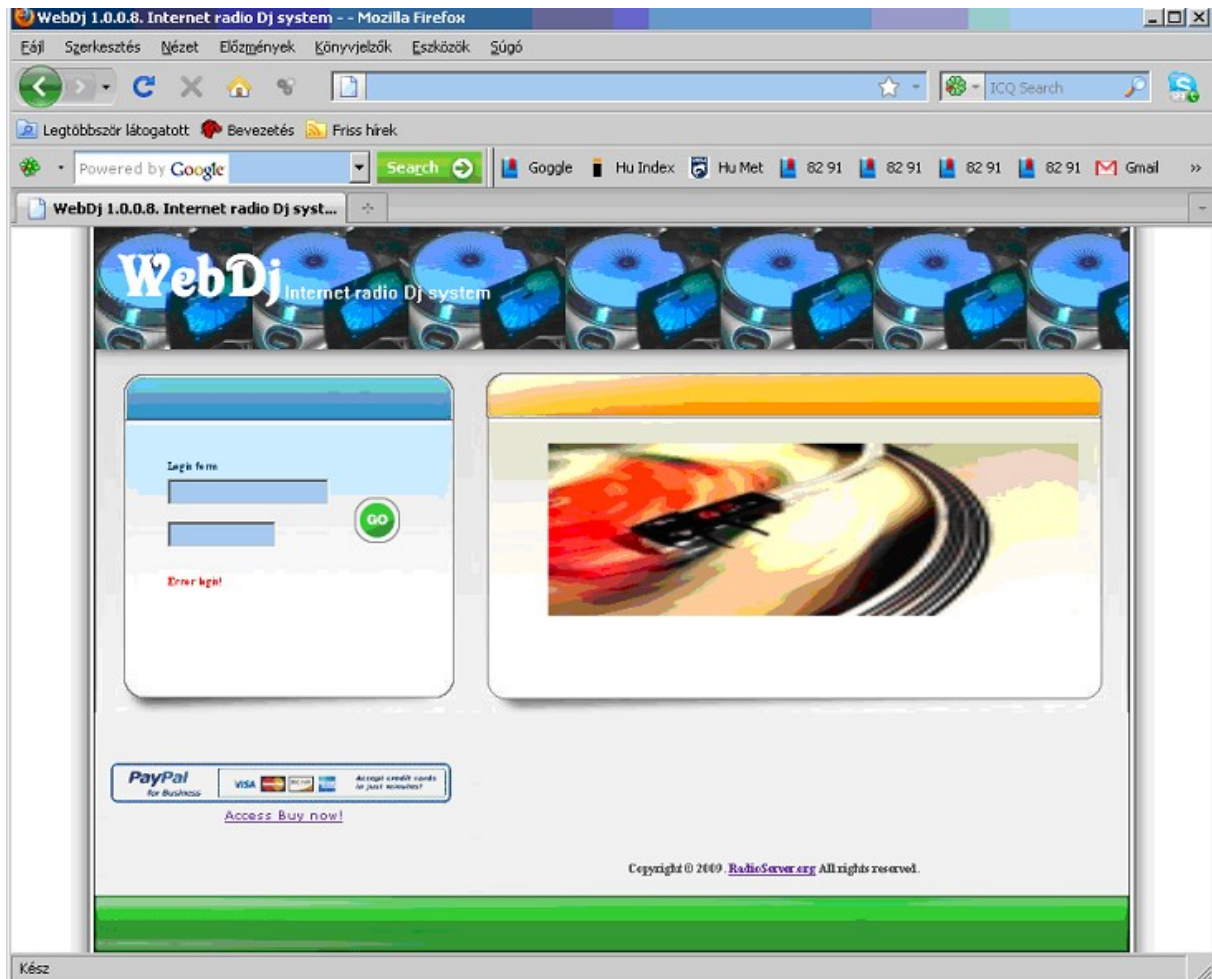 WebDj 1.0.0.8. Internet radio Dj system - - Mozilla Firefox
Fájl Szerkesztés Nézet Előzmények Könyvjelzők Eszközök Súgó
ICQ Search
Legtöbbször látogatott Bevezetés Friss hírek
Powered by Google Search Goggle Hu Index Hu Met 82 91 82 91 82 91 82 91 Gmail »
WebDj 1.0.0.8. Internet radio Dj syst...
WebDj Internet radio Dj system
Login form
GO
Error login!
PayPal
for Business
VISA
Accept credit cards
in just minutes!
Access Buy now!
Copyright © 2009. RadioServer.org All rights reserved.
Kész